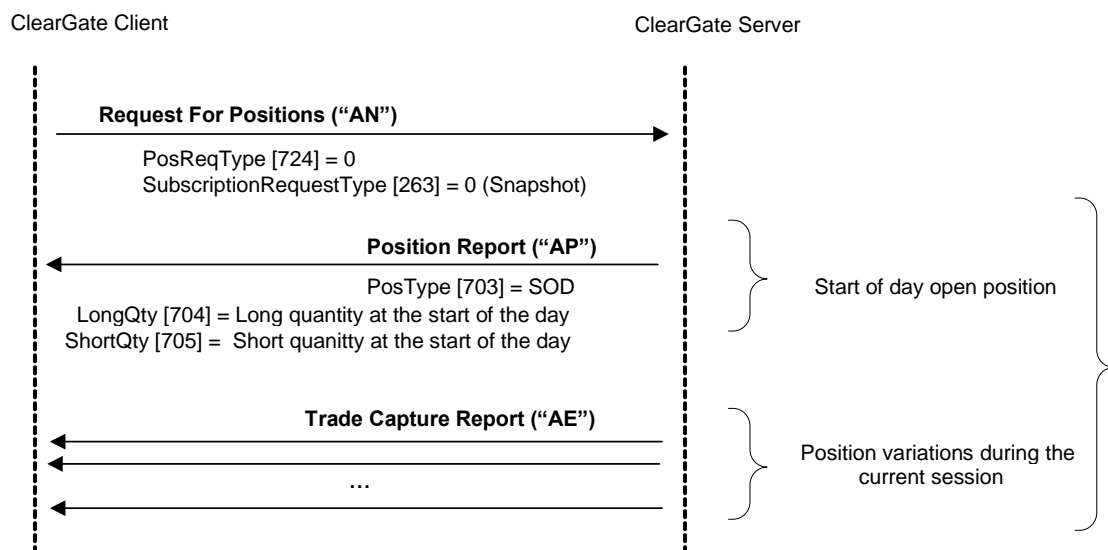 ClearGate Client
ClearGate Server
Request For Positions (“AN”)
PosReqType [724] = 0
SubscriptionRequestType [263] = 0 (Snapshot)
Position Report (“AP”)
PosType [703] = SOD
LongQty [704] = Long quantity at the start of the day
ShortQty [705] = Short quanitty at the start of the day
Start of day open position
Trade Capture Report (“AE”)
…
Position variations during the
current session